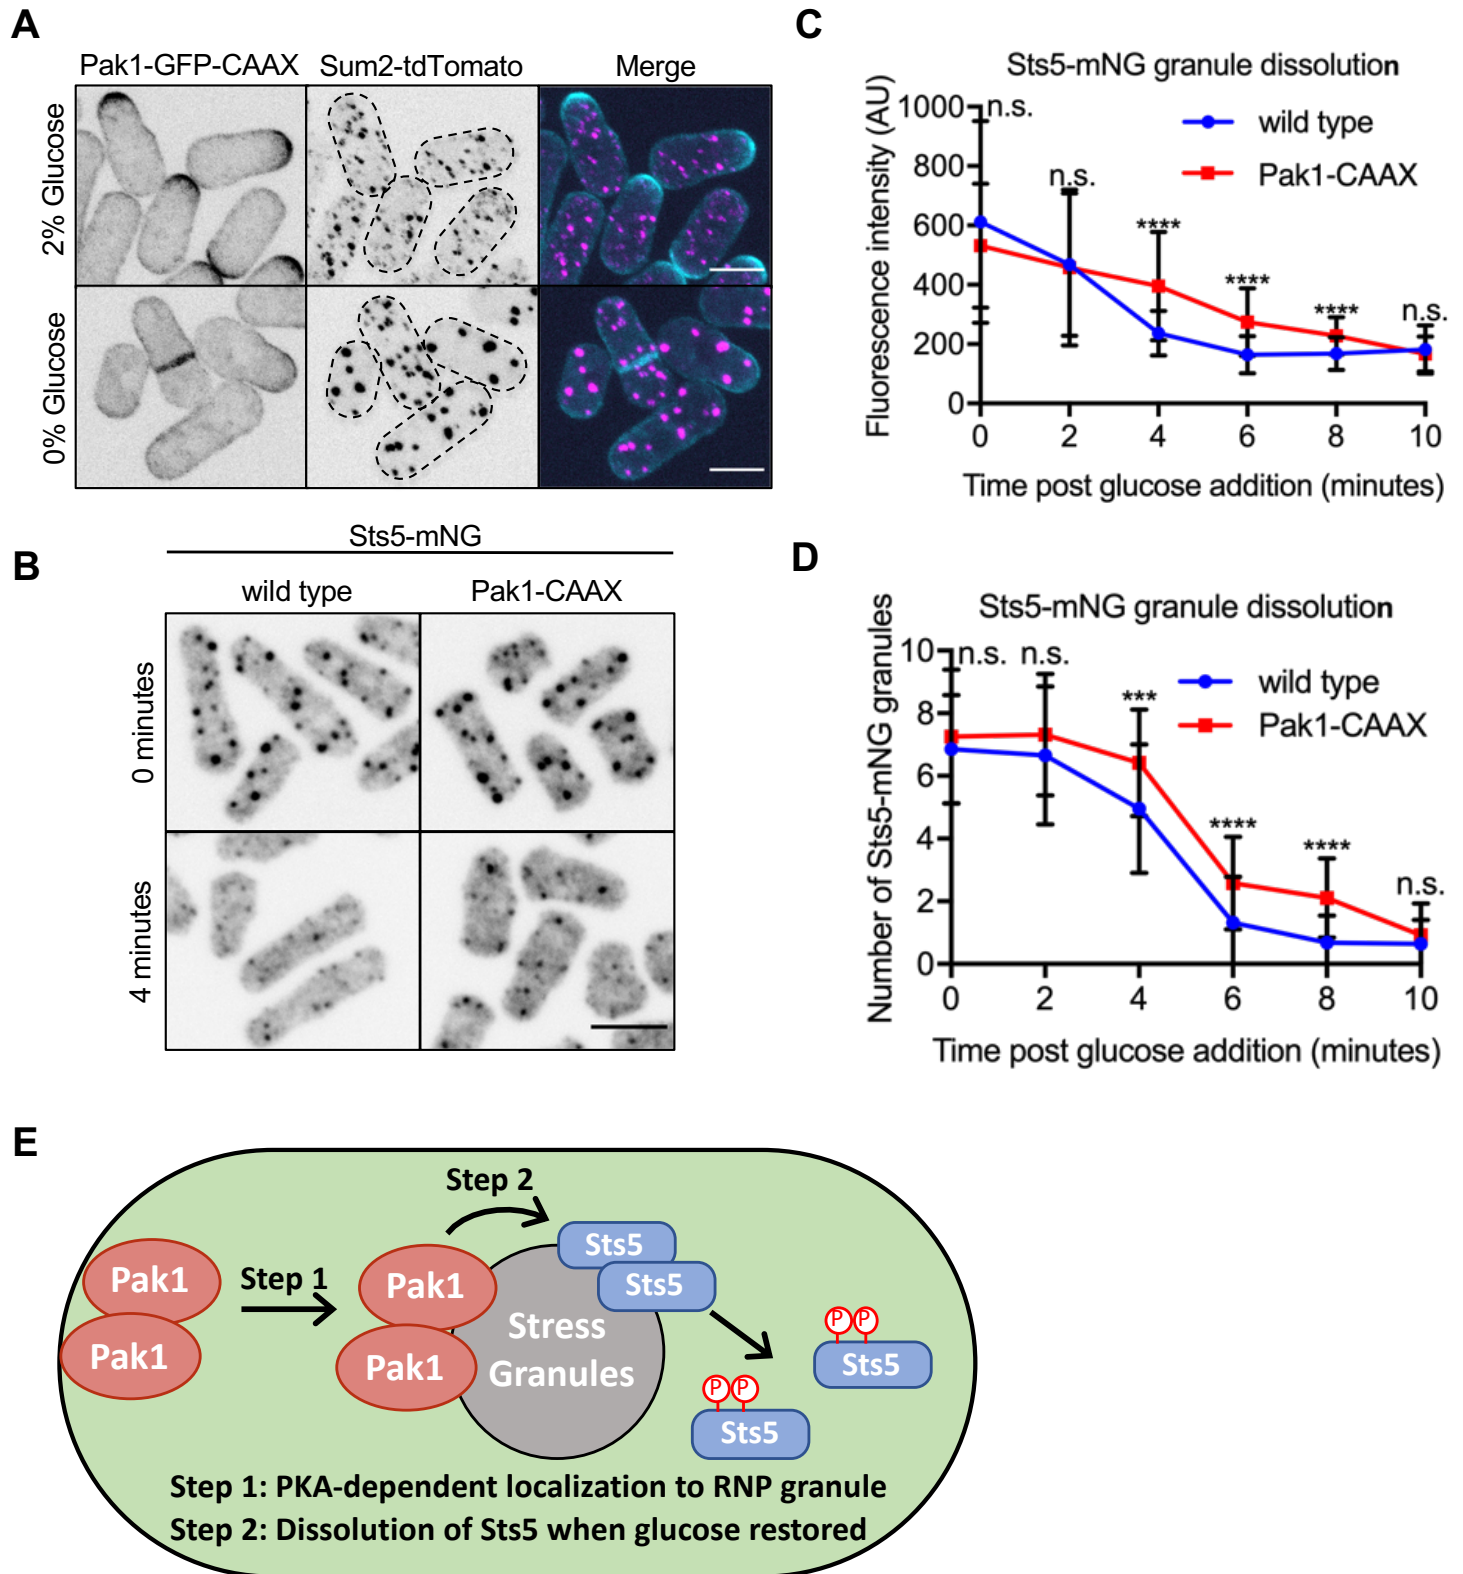 A
Pak1-GFP-CAAX Sum2-tdTomato Merge
2% Glucose
0% Glucose
B
Sts5-mNG
wild type Pak1-CAAX
0 minutes
4 minutes
C
Sts5-mNG granule dissolution
Fluorescence intensity (AU)
1000
800
600
400
200
0
n.s.
n.s.
****
****
****
n.s.
wild type
Pak1-CAAX
0 2 4 6 8 10
Time post glucose addition (minutes)
D
Sts5-mNG granule dissolution
Number of Sts5-mNG granules
10
8
6
4
2
0
n.s. n.s.
***
****
****
n.s.
wild type
Pak1-CAAX
0 2 4 6 8 10
Time post glucose addition (minutes)
E
Step 2
Step 1
Pak1
Pak1
Pak1
Pak1
Stress
Granules
Sts5
Sts5
P P
Sts5
P P
Sts5
Step 1: PKA-dependent localization to RNP granule
Step 2: Dissolution of Sts5 when glucose restored